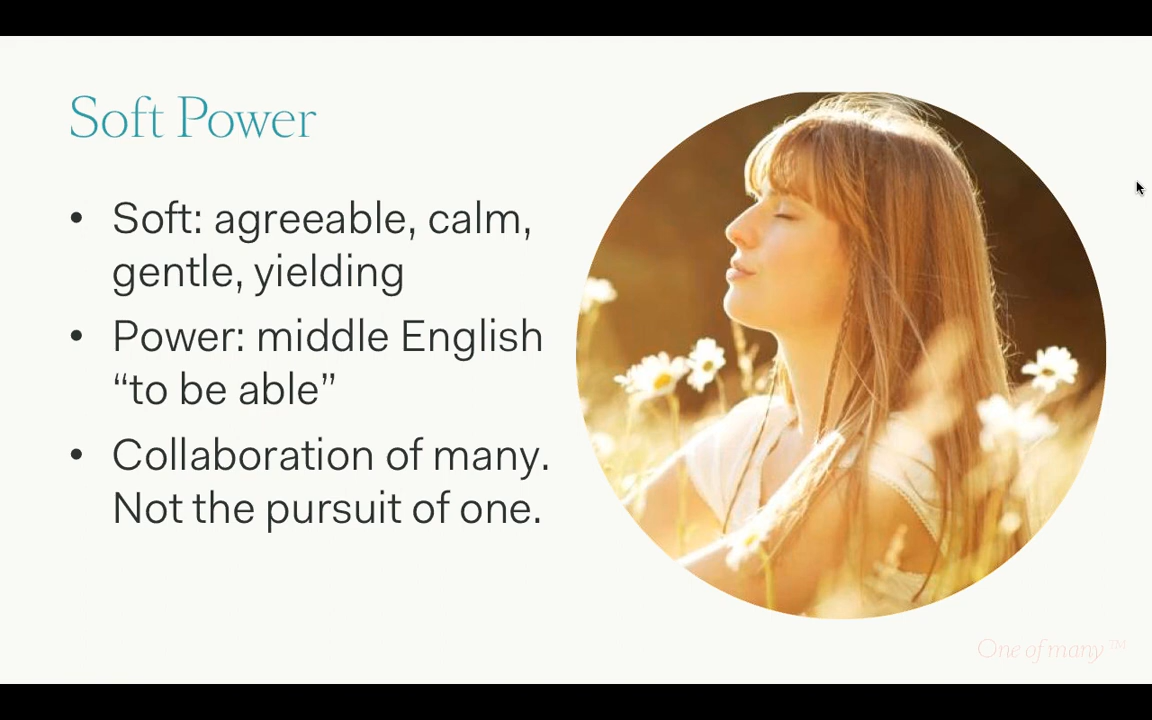 Soft Power
• Soft: agreeable, calm,
gentle, yielding
• Power: middle English
“to be able”
• Collaboration of many.
Not the pursuit of one.
One of many ™